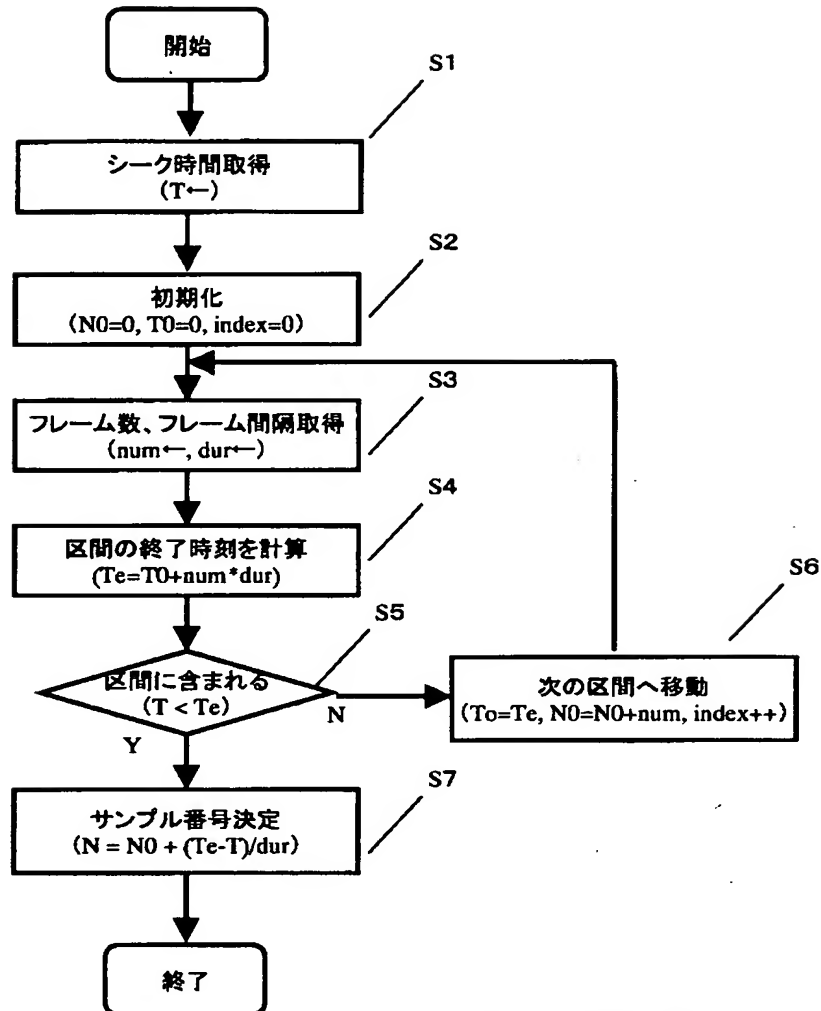 開始
S1
シーク時間取得
(T←)
S2
初期化
(N0=0, T0=0, index=0)
S3
フレーム数、フレーム間隔取得
(num←, dur←)
S4
区間の終了時刻を計算
(Te=T0+num*dur)
S5
区間に含まれる
(T < Te)
N
Y
S6
次の区間へ移動
(To=Te, N0=N0+num, index++)
S7
サンプル番号決定
(N = N0 + (Te-T)/dur)
終了